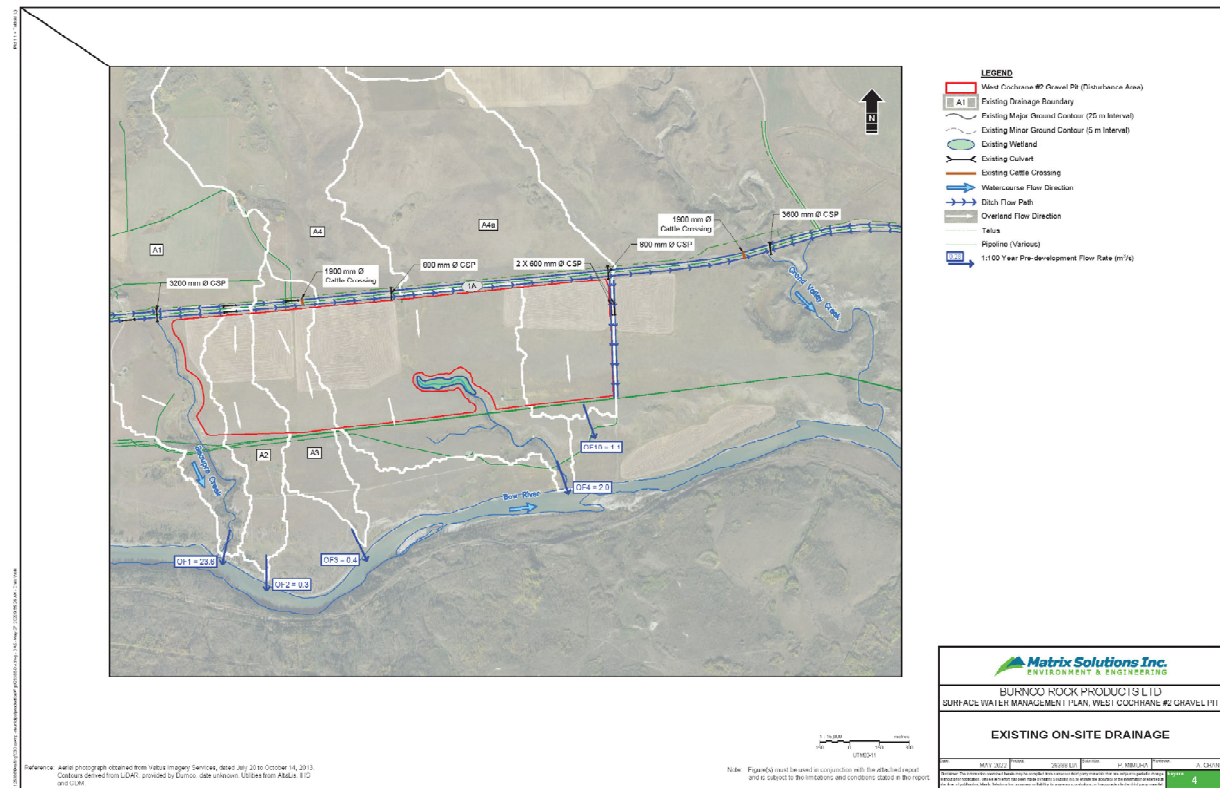 N
A1
A4
A4a
1900 mm Ø
Cattle Crossing
3600 mm Ø CSP
800 mm Ø CSP
2 X 600 mm Ø CSP
800 mm Ø CSP
1900 mm Ø
Cattle Crossing
3200 mm Ø CSP
1A
Grand Valley Creek
A2
A3
Creek
Bow River
OF10 = 1.1
OF4 = 2.0
OF3 = 0.4
OF1 = 23.6
OF2 = 0.3
LEGEND
West Cochrane #2 Gravel Pit (Disturbance Area)
A1 Existing Drainage Boundary
Existing Major Ground Contour (25 m Interval)
Existing Minor Ground Contour (5 m Interval)
Existing Wetland
Existing Culvert
Existing Cattle Crossing
Watercourse Flow Direction
Ditch Flow Path
Overland Flow Direction
Telus
Pipeline (Various)
1:100 Year Pre-development Flow Rate (m³/s)
Matrix Solutions Inc.
ENVIRONMENT & ENGINEERING
BURNCO ROCK PRODUCTS LTD
SURFACE WATER MANAGEMENT PLAN, WEST COCHRANE #2 GRAVEL PIT
EXISTING ON-SITE DRAINAGE
MAY 2022
4
metres
Reference: Aerial photograph obtained from Valtus Imagery Services, dated July 20 to October 14, 2013.
Contours derived from LiDAR, provided by Burnco, date unknown. Utilities from AltaLis,
Note: Figure(s) must be used in conjunction with the attached report
and is subject to the limitations and conditions stated in the report.